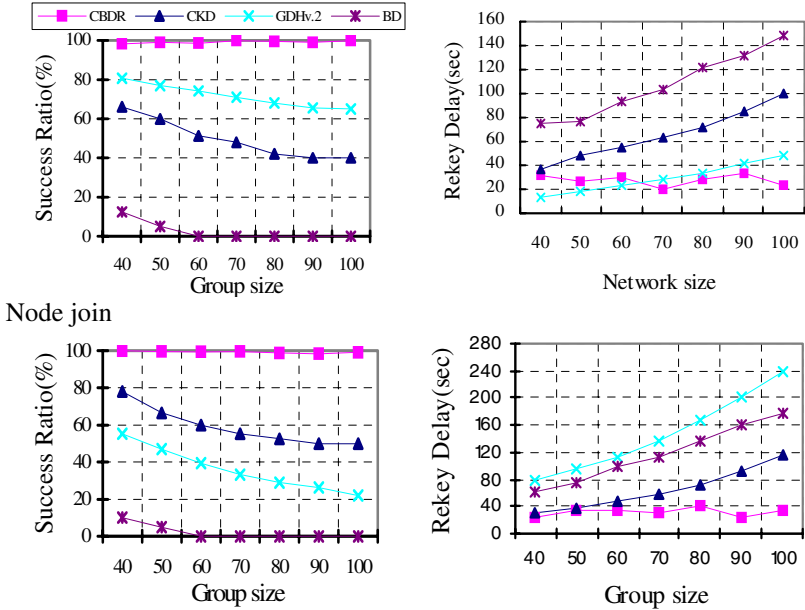 CBDR CKD GDHv.2 BD
Success Ratio(%)
100
80
60
40
20
0
40 50 60 70 80 90 100
Group size
Rekey Delay(sec)
160
140
120
100
80
60
40
20
0
40 50 60 70 80 90 100
Network size
Node join
Success Ratio(%)
100
80
60
40
20
0
40 50 60 70 80 90 100
Group size
Rekey Delay(sec)
280
240
200
160
120
80
40
0
40 50 60 70 80 90 100
Group size